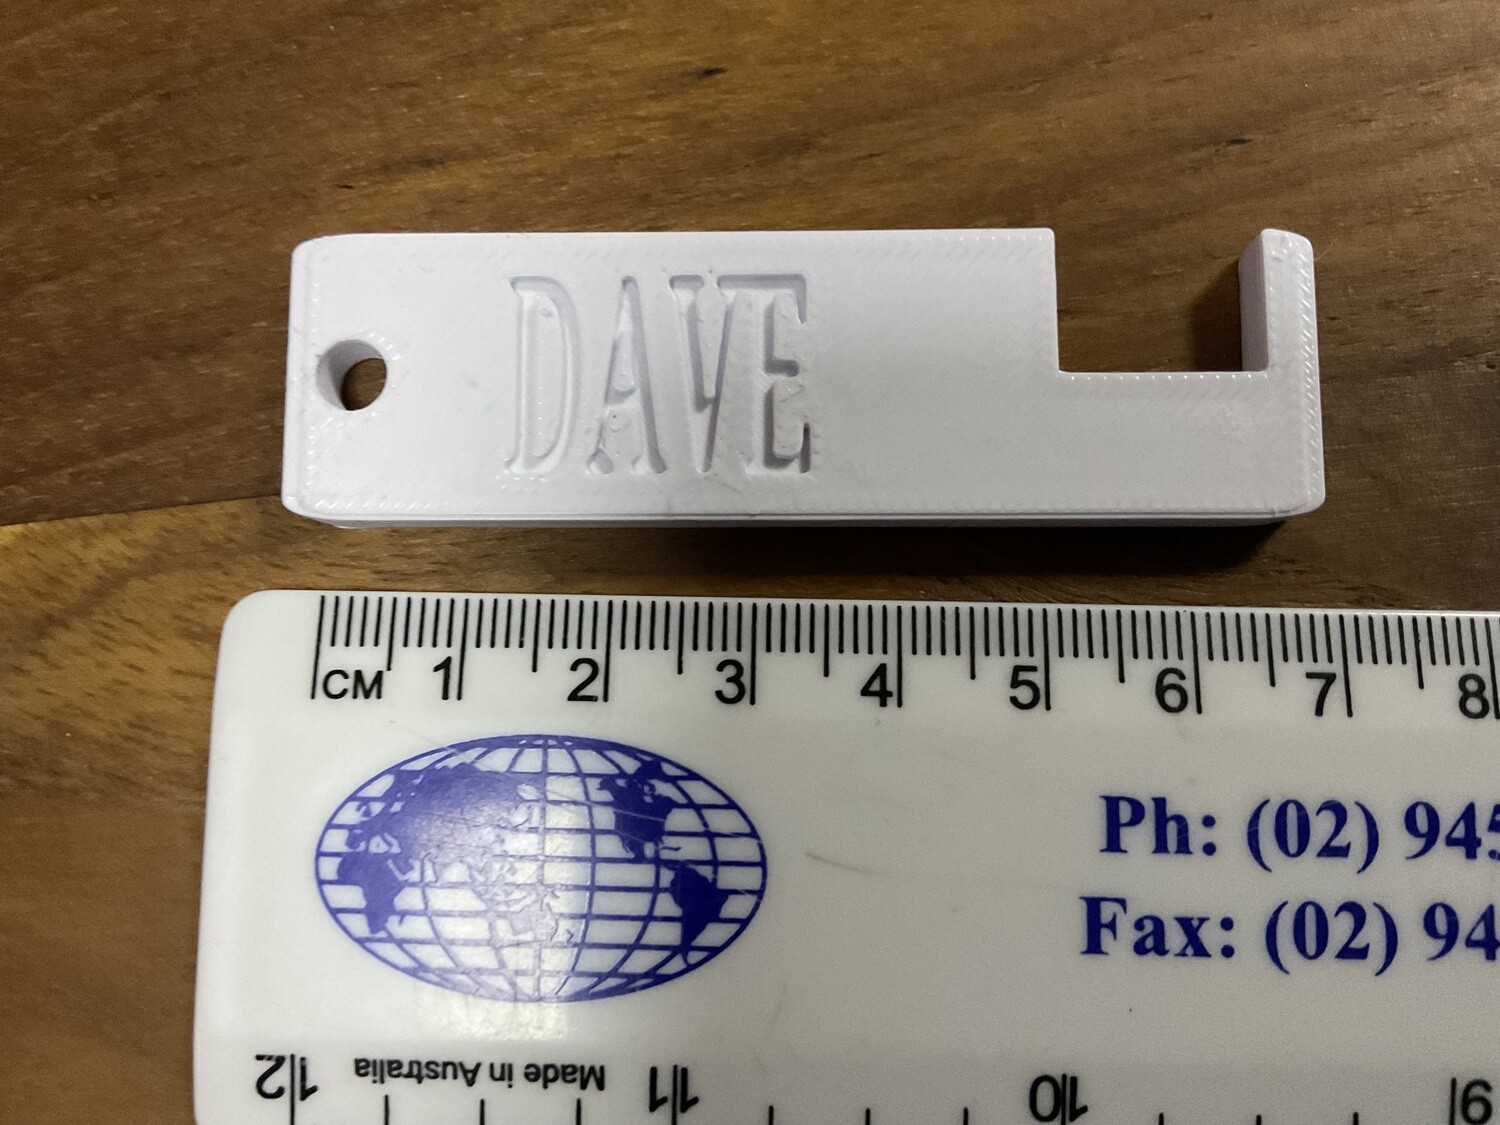 DAVE
CM 1 2 3 4 5 6 7 8
Ph: (02) 945
Fax: (02) 94
12 Made in Australia 11 10 9